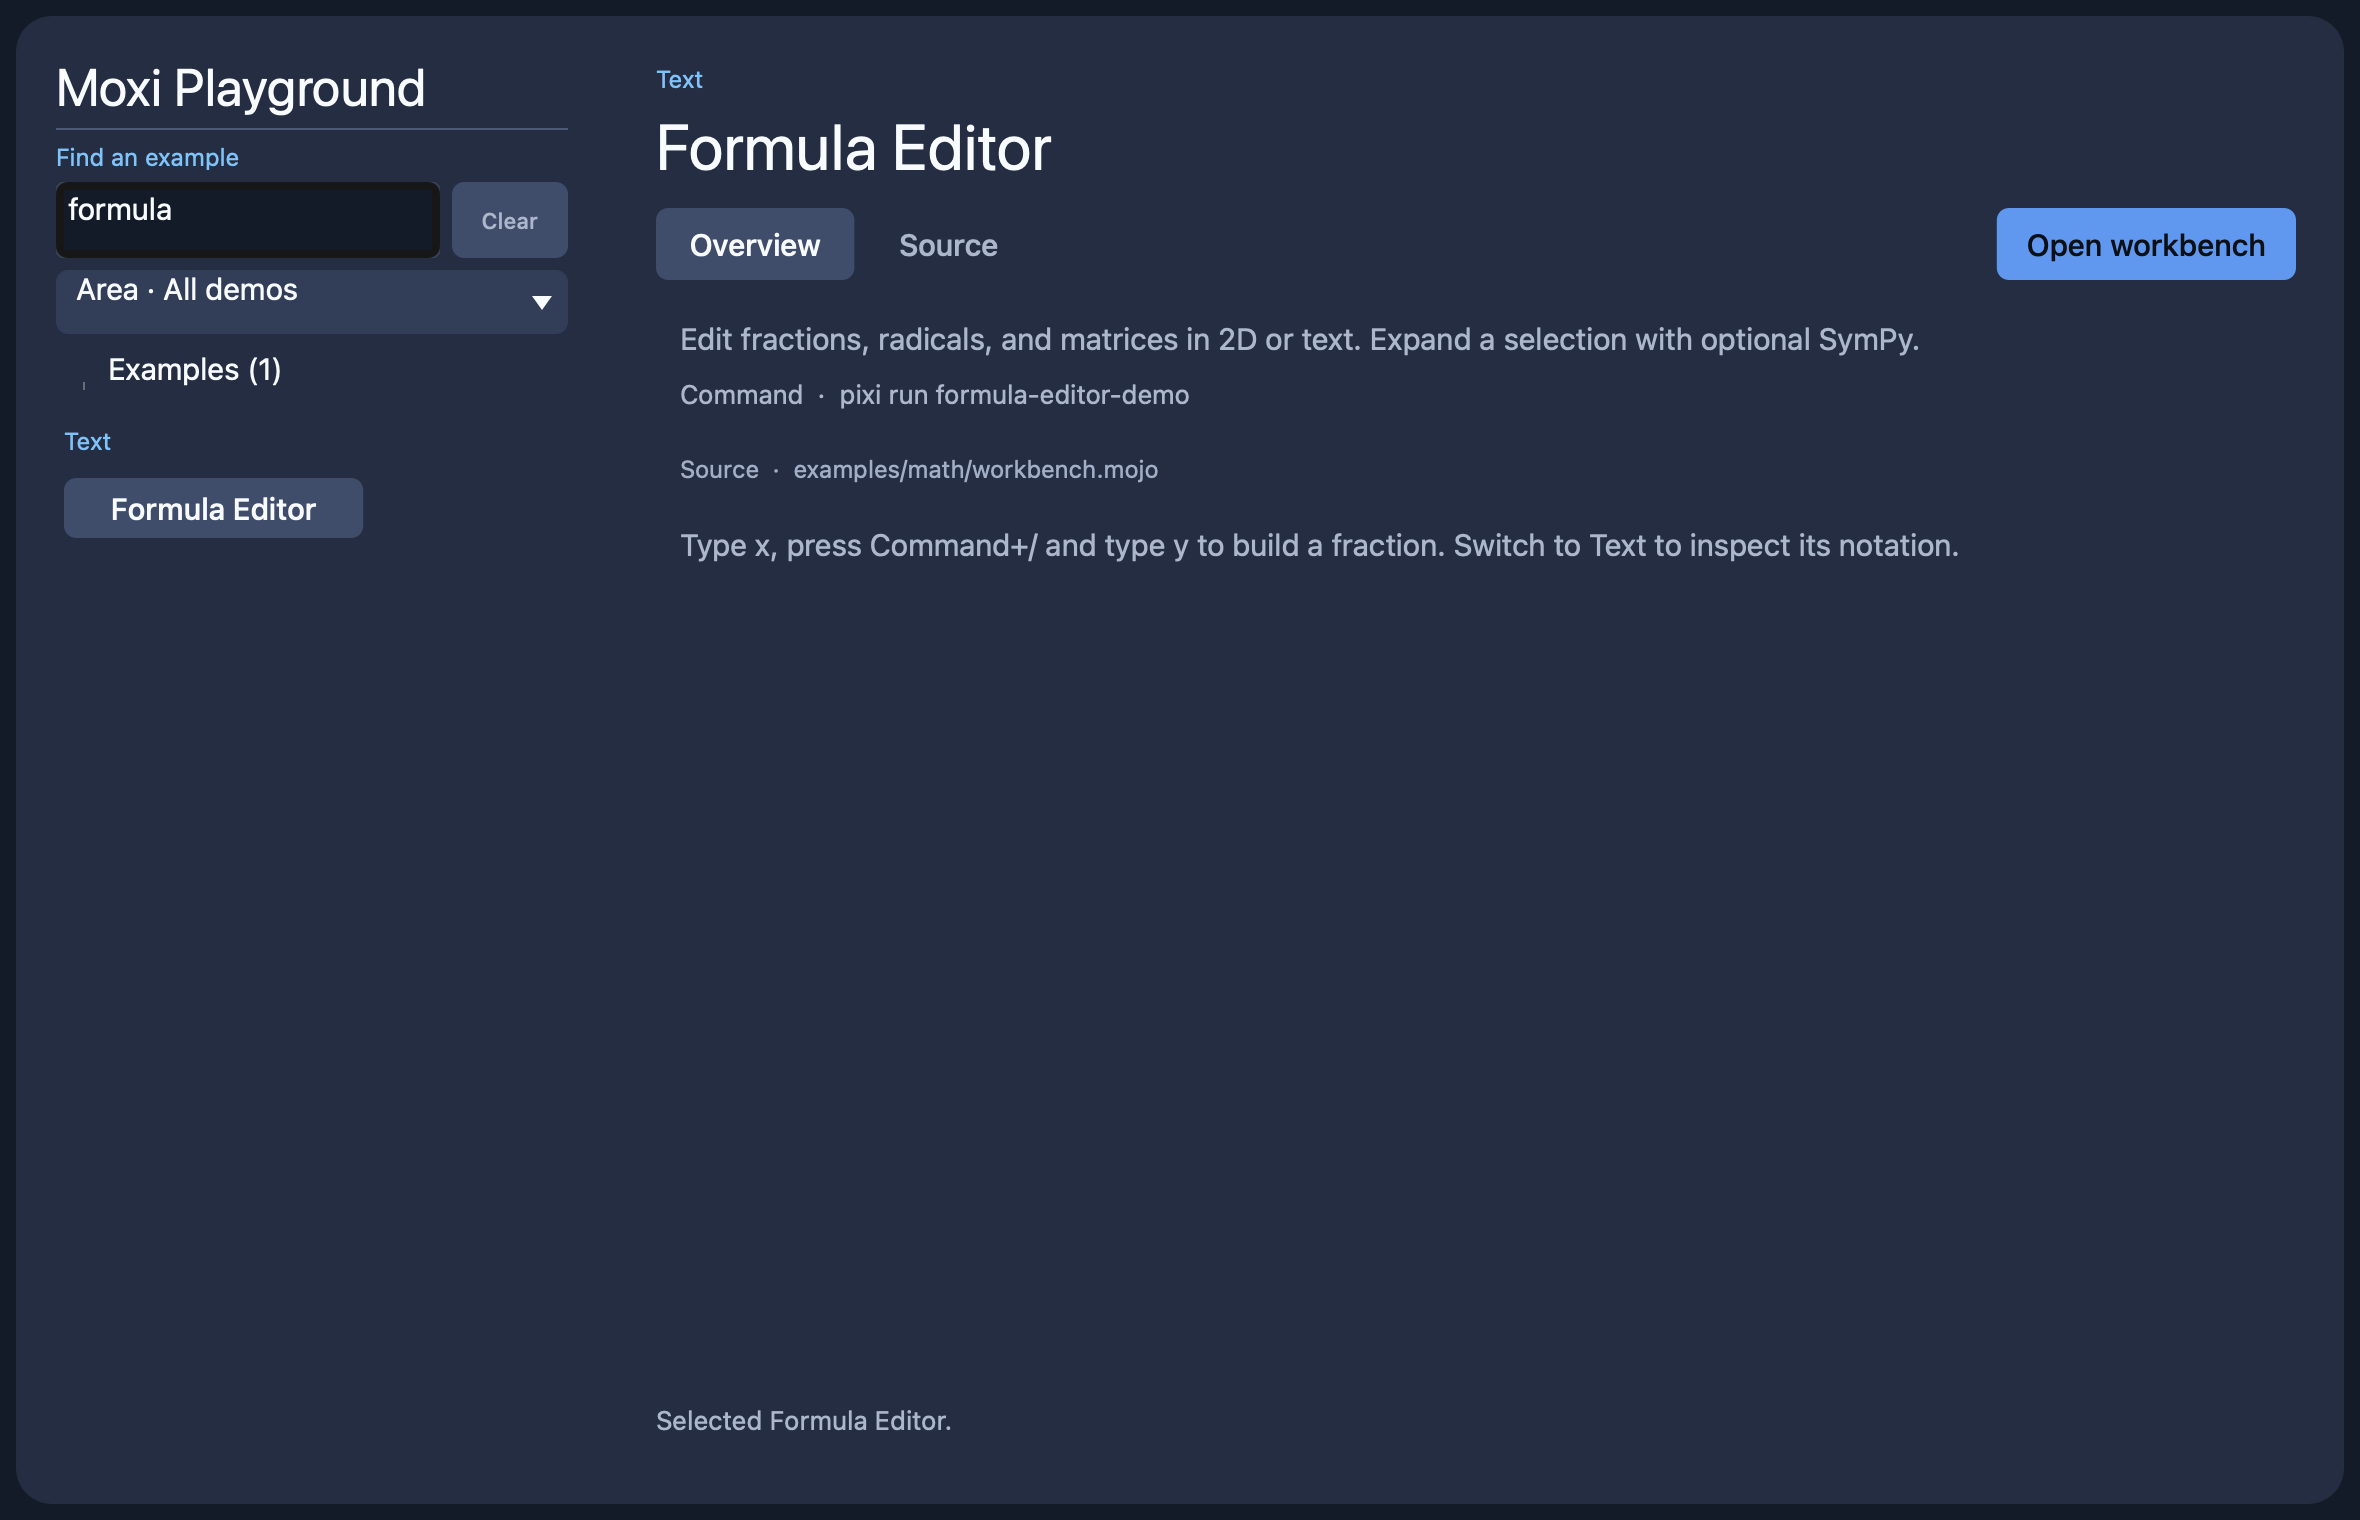 Moxi Playground
Find an example
formula
Clear
Area · All demos
Examples (1)
Text
Formula Editor
Text
Formula Editor
Overview
Source
Open workbench
Edit fractions, radicals, and matrices in 2D or text. Expand a selection with optional SymPy.
Command · pixi run formula-editor-demo
Source · examples/math/workbench.mojo
Type x, press Command+/ and type y to build a fraction. Switch to Text to inspect its notation.
Selected Formula Editor.